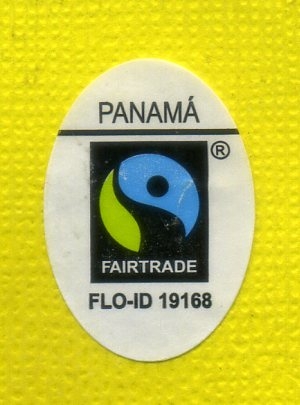 PANAMÁ
®
FAIRTRADE
FLO-ID 19168